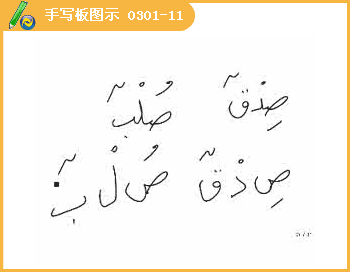 手写板图示 0301-11
صِدْقٌ صُلْبٌ
صِ دْ قٌ صُ لْ بٌ